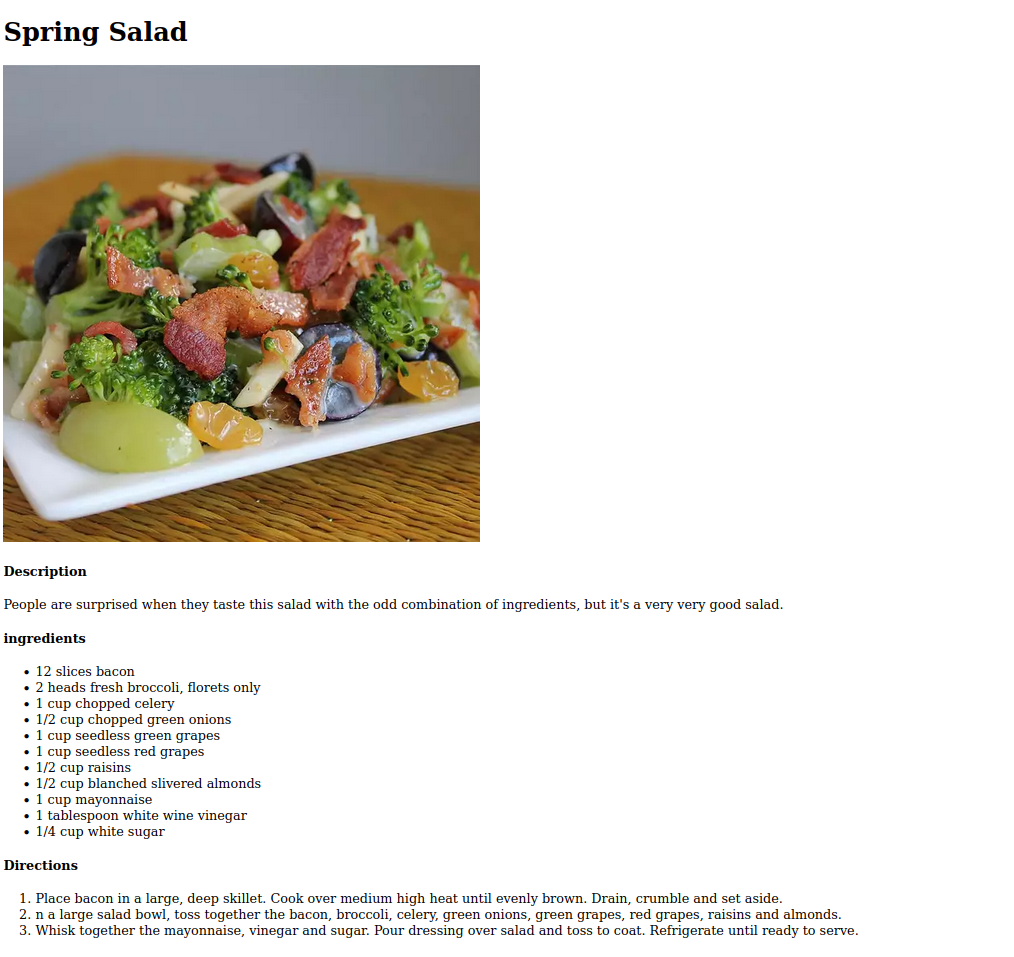 Spring Salad
Description
People are surprised when they taste this salad with the odd combination of ingredients, but it's a very very good salad.
ingredients
• 12 slices bacon
• 2 heads fresh broccoli, florets only
• 1 cup chopped celery
• 1/2 cup chopped green onions
• 1 cup seedless green grapes
• 1 cup seedless red grapes
• 1/2 cup raisins
• 1/2 cup blanched slivered almonds
• 1 cup mayonnaise
• 1 tablespoon white wine vinegar
• 1/4 cup white sugar
Directions
1. Place bacon in a large, deep skillet. Cook over medium high heat until evenly brown. Drain, crumble and set aside.
2. n a large salad bowl, toss together the bacon, broccoli, celery, green onions, green grapes, red grapes, raisins and almonds.
3. Whisk together the mayonnaise, vinegar and sugar. Pour dressing over salad and toss to coat. Refrigerate until ready to serve.